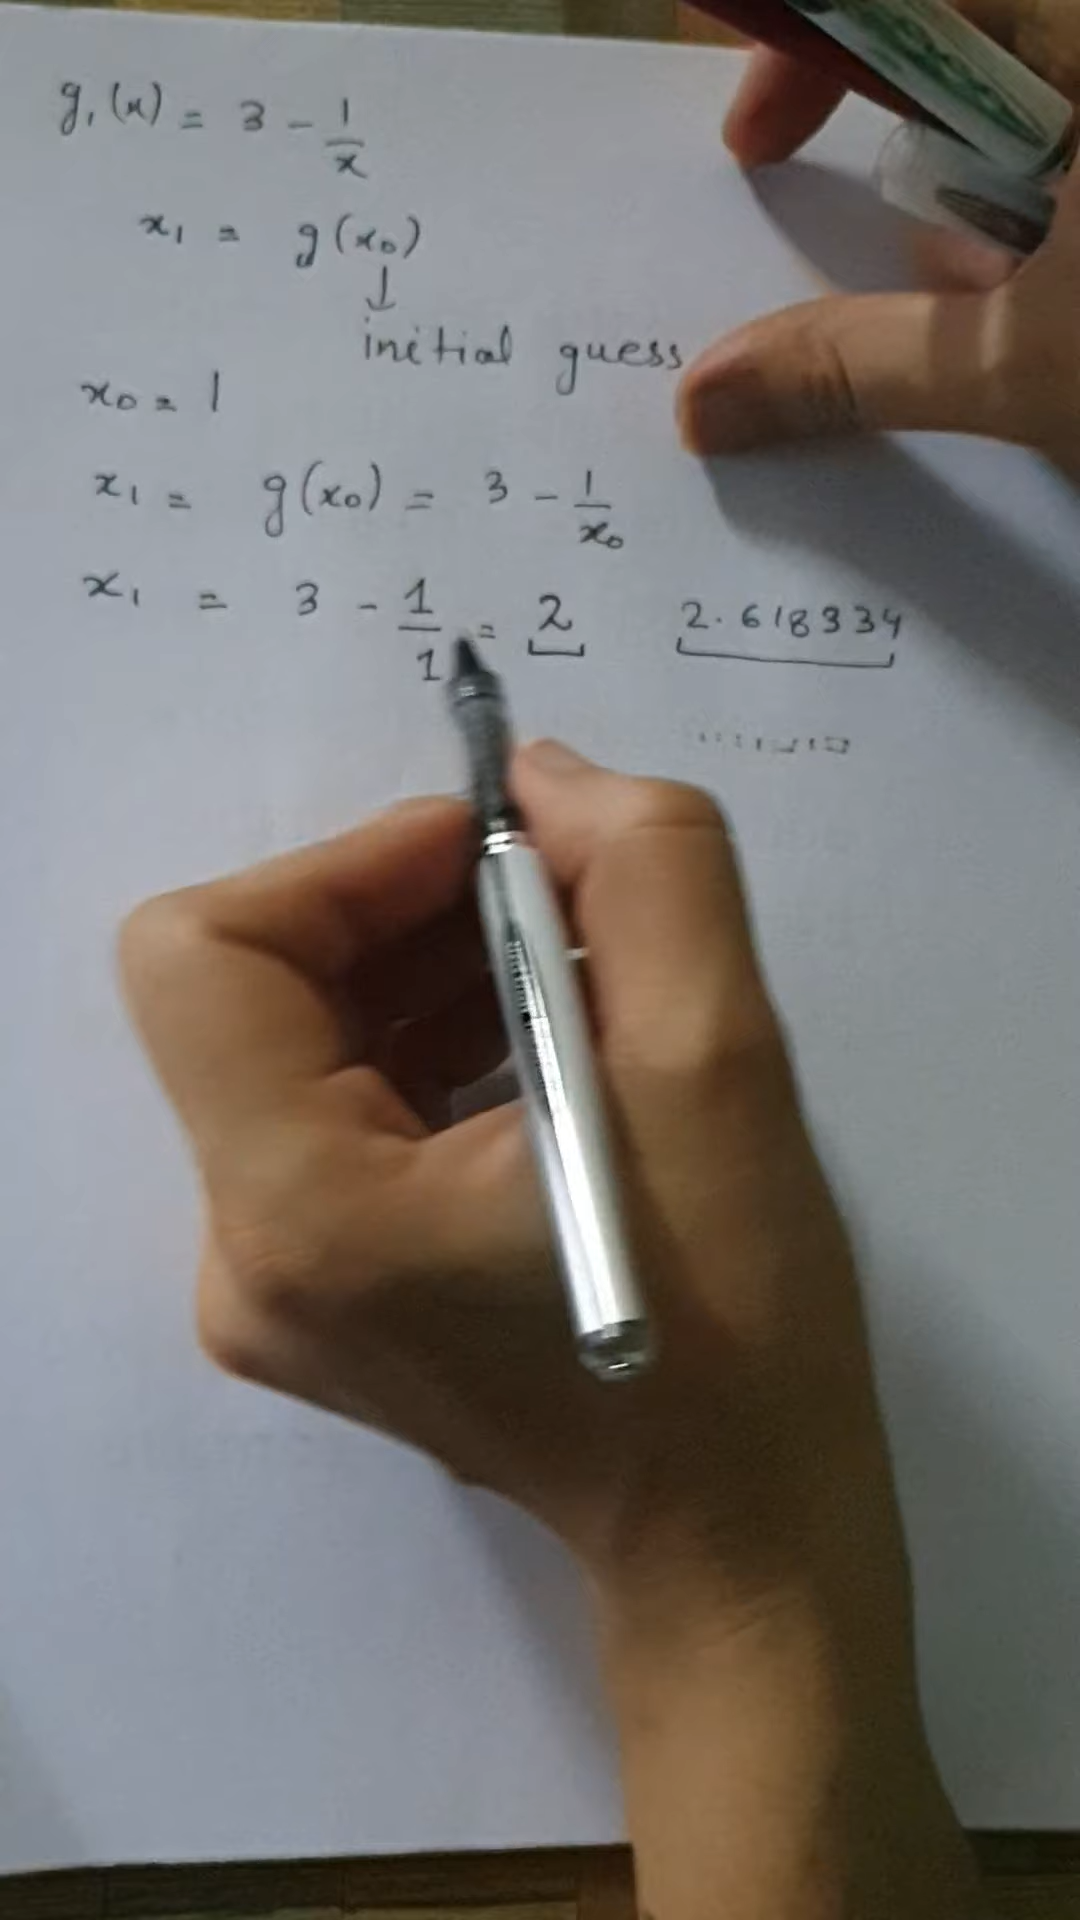 g₁(x) = 3 - 1/x
x₁ = g(x₀)
↓
initial guess
x₀ = 1
x₁ = g(x₀) = 3 - 1/x₀
x₁ = 3 - 1/1 = 2 2.618334